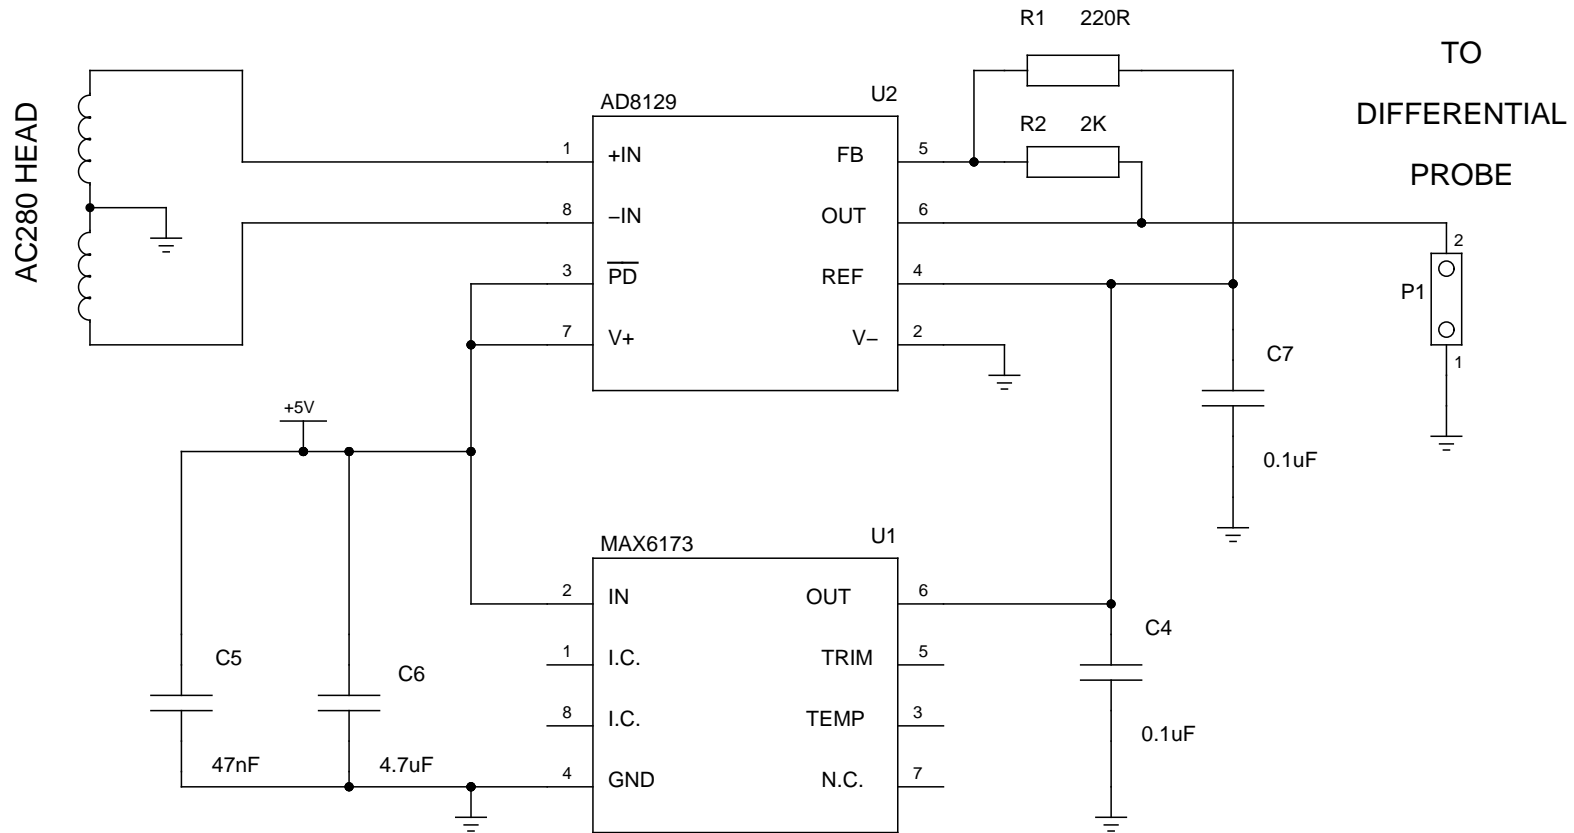 R1 220R
TO
DIFFERENTIAL
PROBE
AC280 HEAD
AD8129 U2
R2 2K
1 +IN FB 5
8 –IN OUT 6
3 PD REF 4
7 V+ V– 2
2
P1
1
C7
0.1uF
+5V
MAX6173 U1
2 IN OUT 6
1 I.C. TRIM 5
8 I.C. TEMP 3
4 GND N.C. 7
C5
47nF
C6
4.7uF
C4
0.1uF